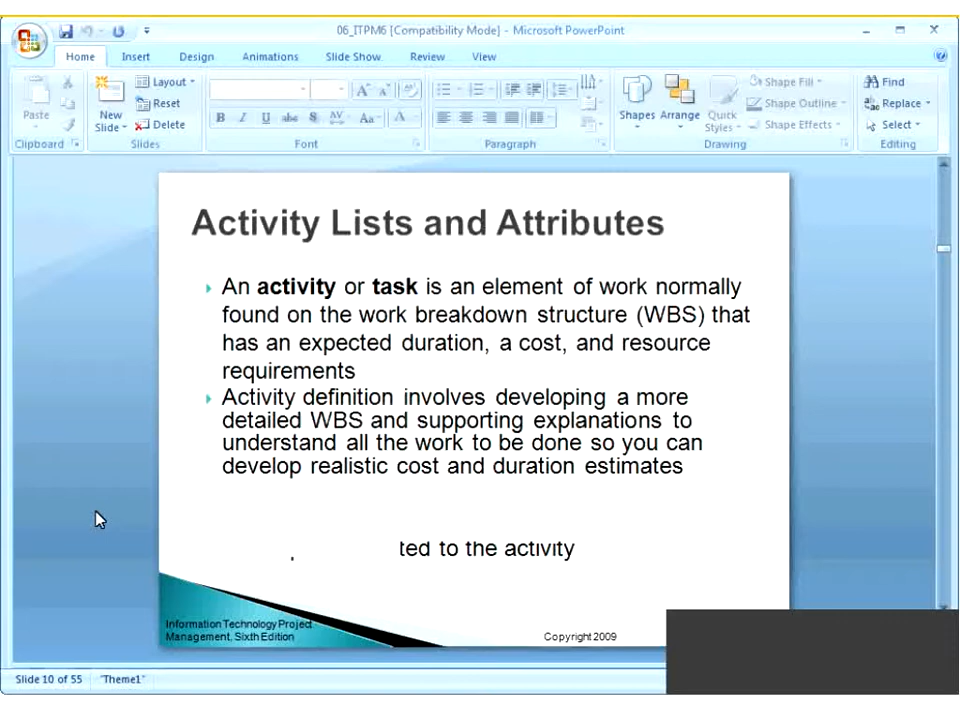 06_ITPM6 [Compatibility Mode] - Microsoft PowerPoint
Home Insert Design Animations Slide Show Review View
Paste
New Slide
Layout
Reset
Delete
B I U abe S AV Aa A
Shapes Arrange Quick Styles
Shape Fill
Shape Outline
Shape Effects
Find
Replace
Select
Clipboard Slides Font Paragraph Drawing Editing
Activity Lists and Attributes
An activity or task is an element of work normally
found on the work breakdown structure (WBS) that
has an expected duration, a cost, and resource
requirements
Activity definition involves developing a more
detailed WBS and supporting explanations to
understand all the work to be done so you can
develop realistic cost and duration estimates
ted to the activity
Information Technology Project
Management, Sixth Edition
Copyright 2009
Slide 10 of 55 "Theme1"